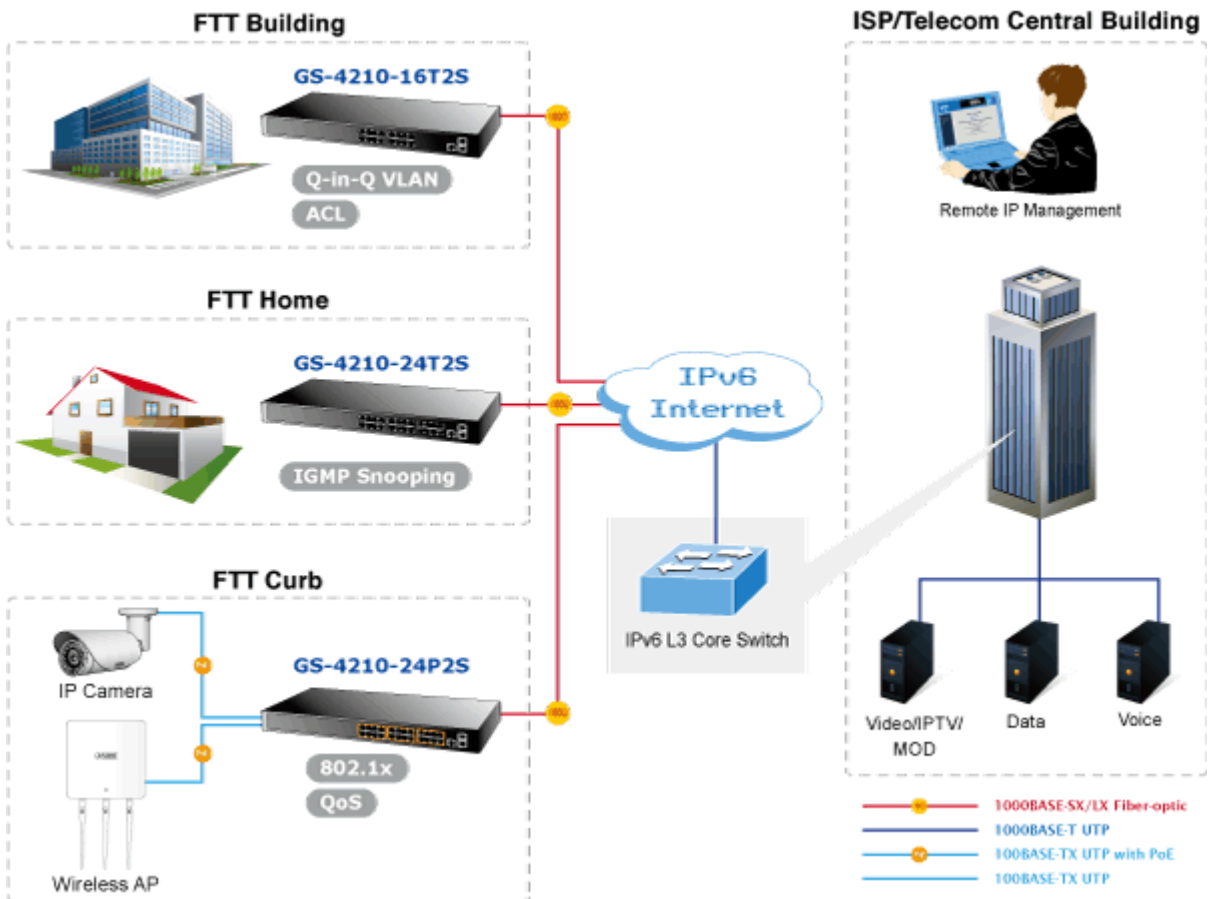 FTT Building
GS-4210-16T2S
Q-in-Q VLAN
ACL
FTT Home
GS-4210-24T2S
IGMP Snooping
FTT Curb
IP Camera
GS-4210-24P2S
802.1x
QoS
Wireless AP
IPv6
Internet
IPv6 L3 Core Switch
ISP/Telecom Central Building
Remote IP Management
Video/IPTV/
MOD
Data
Voice
1000BASE-SX/LX Fiber-optic
1000BASE-T UTP
100BASE-TX UTP with PoE
100BASE-TX UTP